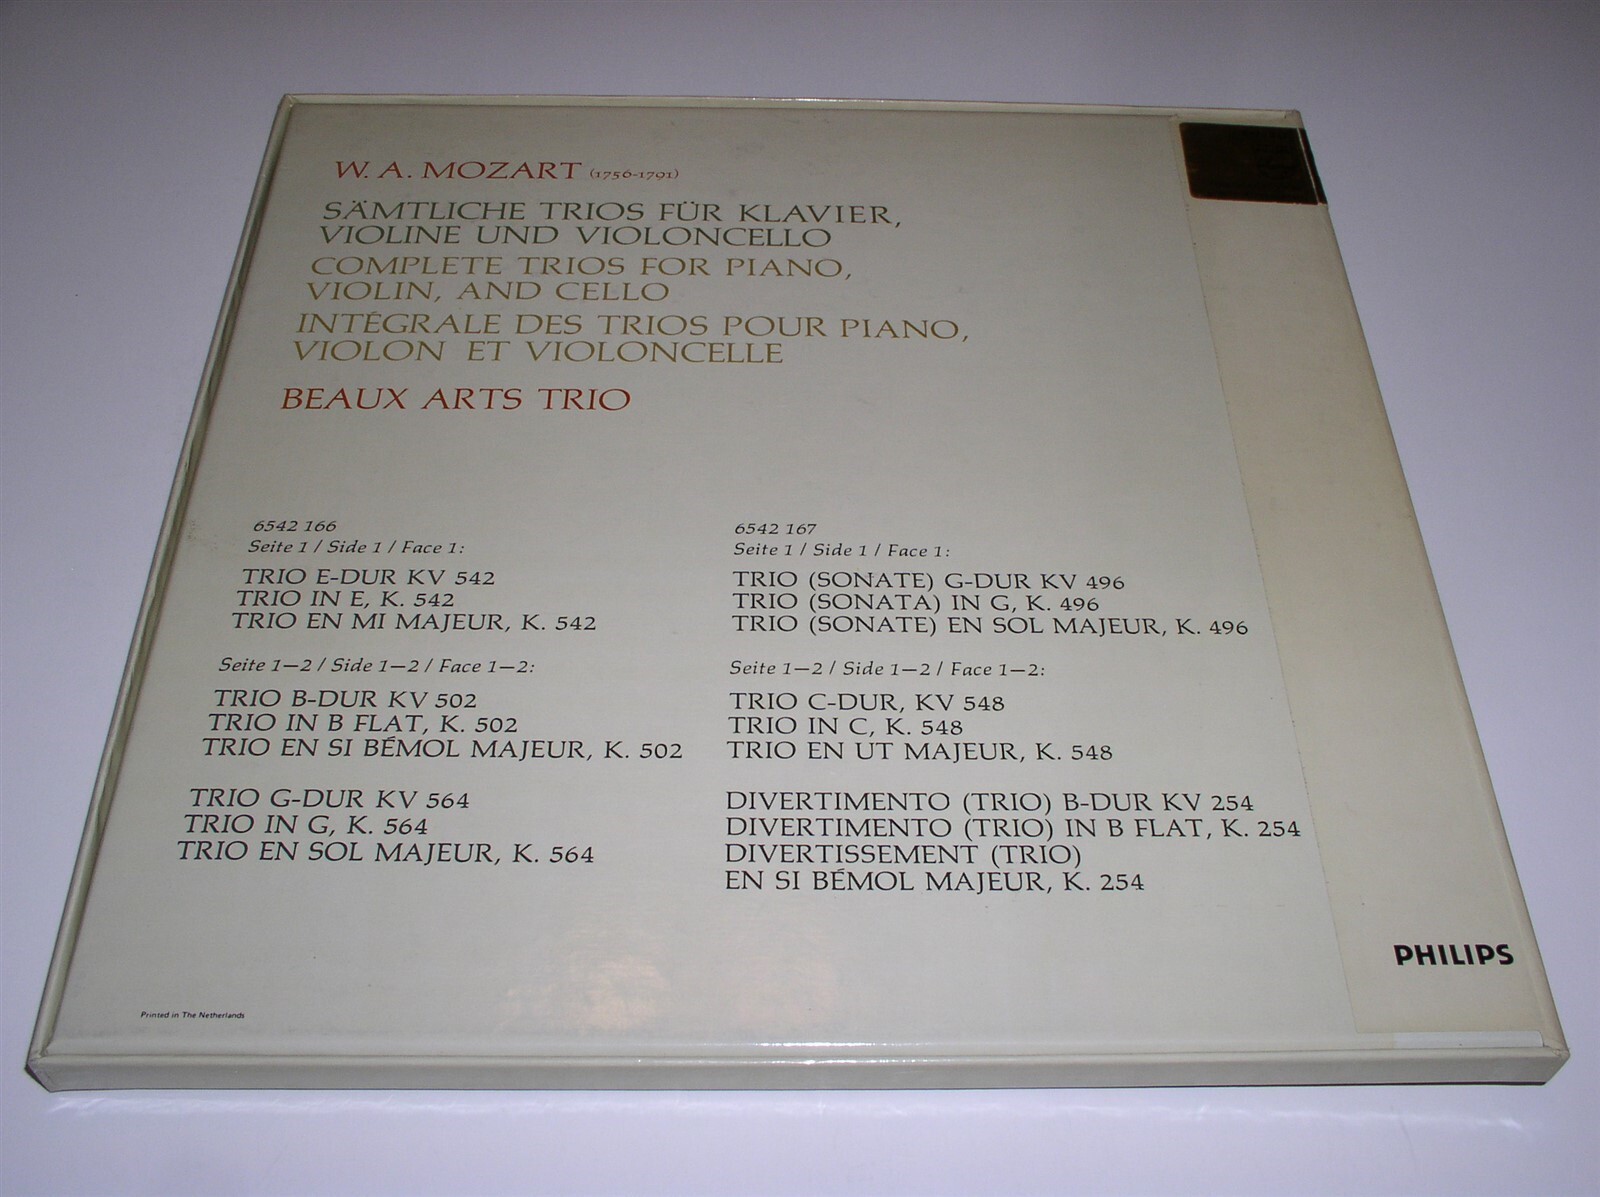 W. A. MOZART (1756-1791)
SÄMTLICHE TRIOS FÜR KLAVIER,
VIOLINE UND VIOLONCELLO
COMPLETE TRIOS FOR PIANO,
VIOLIN, AND CELLO
INTÉGRALE DES TRIOS POUR PIANO,
VIOLON ET VIOLONCELLE
BEAUX ARTS TRIO
6542 166
Seite 1 / Side 1 / Face 1:
TRIO E-DUR KV 542
TRIO IN E, K. 542
TRIO EN MI MAJEUR, K. 542
Seite 1—2 / Side 1—2 / Face 1—2:
TRIO B-DUR KV 502
TRIO IN B FLAT, K. 502
TRIO EN SI BÉMOL MAJEUR, K. 502
TRIO G-DUR KV 564
TRIO IN G, K. 564
TRIO EN SOL MAJEUR, K. 564
6542 167
Seite 1 / Side 1 / Face 1:
TRIO (SONATE) G-DUR KV 496
TRIO (SONATA) IN G, K. 496
TRIO (SONATE) EN SOL MAJEUR, K. 496
Seite 1—2 / Side 1—2 / Face 1—2:
TRIO C-DUR, KV 548
TRIO IN C, K. 548
TRIO EN UT MAJEUR, K. 548
DIVERTIMENTO (TRIO) B-DUR KV 254
DIVERTIMENTO (TRIO) IN B FLAT, K. 254
DIVERTISSEMENT (TRIO)
EN SI BÉMOL MAJEUR, K. 254
PHILIPS
Printed in The Netherlands